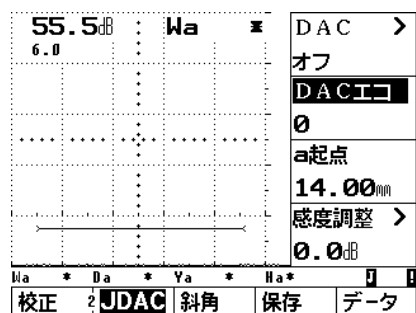 55.5dB : Wa
6.0
DAC >
オフ
DACエコ
0
a起点
14.00mm
感度調整 >
0.0dB
Wa * Da * Ya * Ha*
J
校正 2 JDAC 斜角 保存 データ